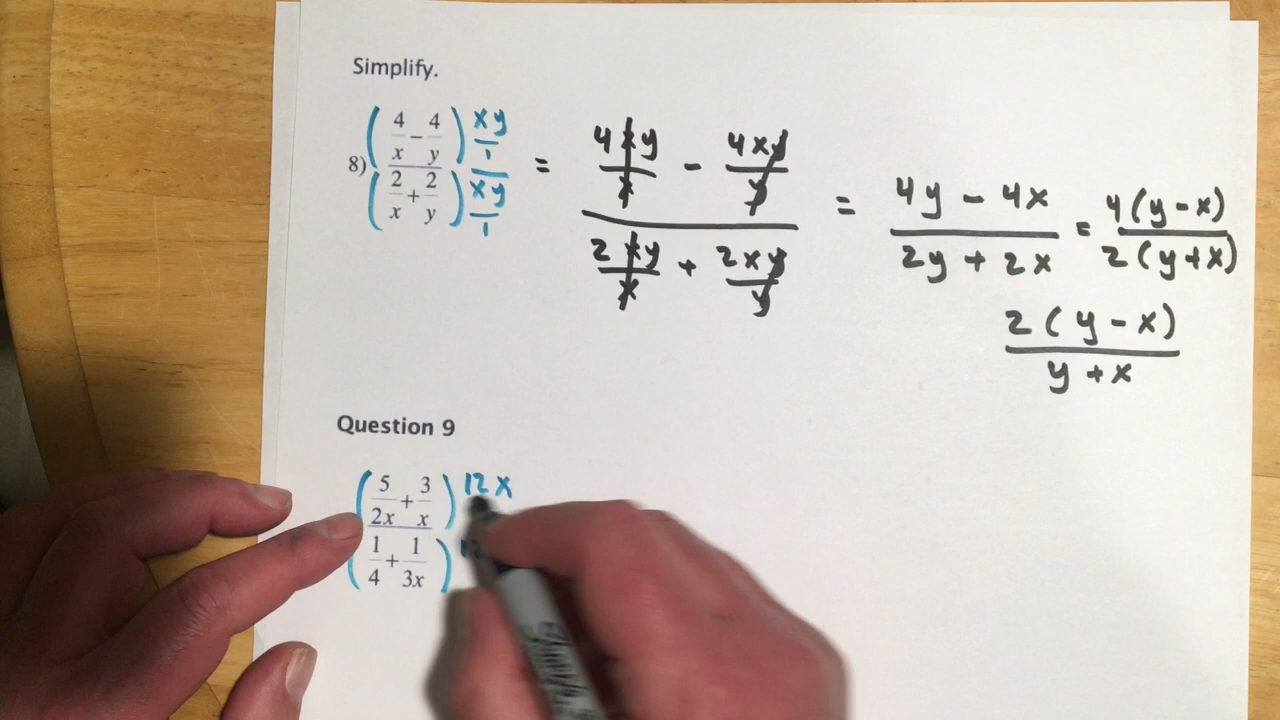 Simplify.
8) (4/x - 4/y) xy/1 / (2/x + 2/y) xy/1 = 4xy/x - 4xy/y / 2xy/x + 2xy/y = 4y - 4x / 2y + 2x = 4(y-x) / 2(y+x)
2(y-x) / y+x
Question 9
(5/2x + 3/x) 12x
(1/4 + 1/3x) 12